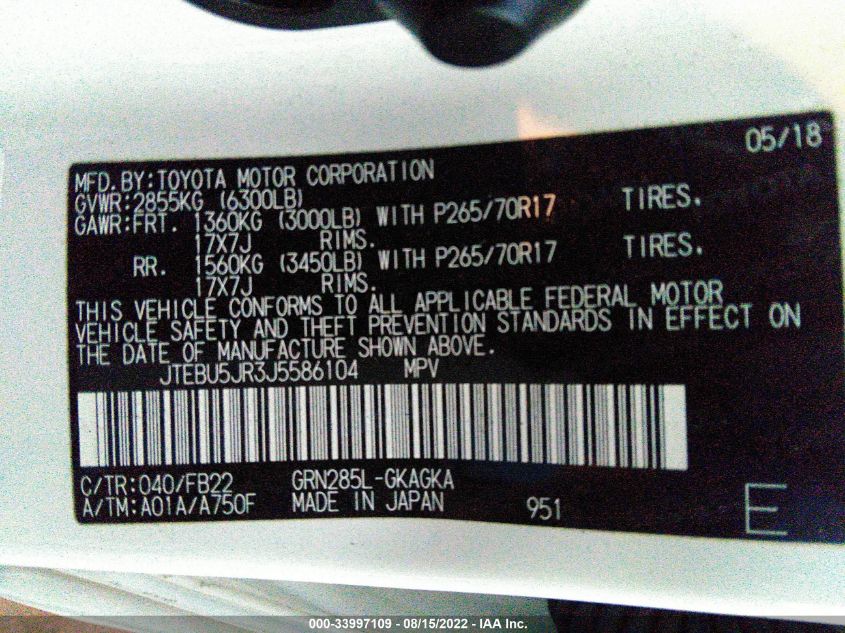 05/18
MFD.BY:TOYOTA MOTOR CORPORATION
GVWR:2855KG (6300LB)
GAWR:FRT. 1360KG (3000LB) WITH P265/70R17 TIRES.
17X7J RIMS.
RR. 1560KG (3450LB) WITH P265/70R17 TIRES.
17X7J RIMS.
THIS VEHICLE CONFORMS TO ALL APPLICABLE FEDERAL MOTOR
VEHICLE SAFETY AND THEFT PREVENTION STANDARDS IN EFFECT ON
THE DATE OF MANUFACTURE SHOWN ABOVE.
JTEBU5JR3J5586104 MPV
C/TR:040/FB22 GRN285L-GKAGKA
A/TM:A01A/A750F MADE IN JAPAN 951 E
000-33997109 - 08/15/2022 - IAA Inc.